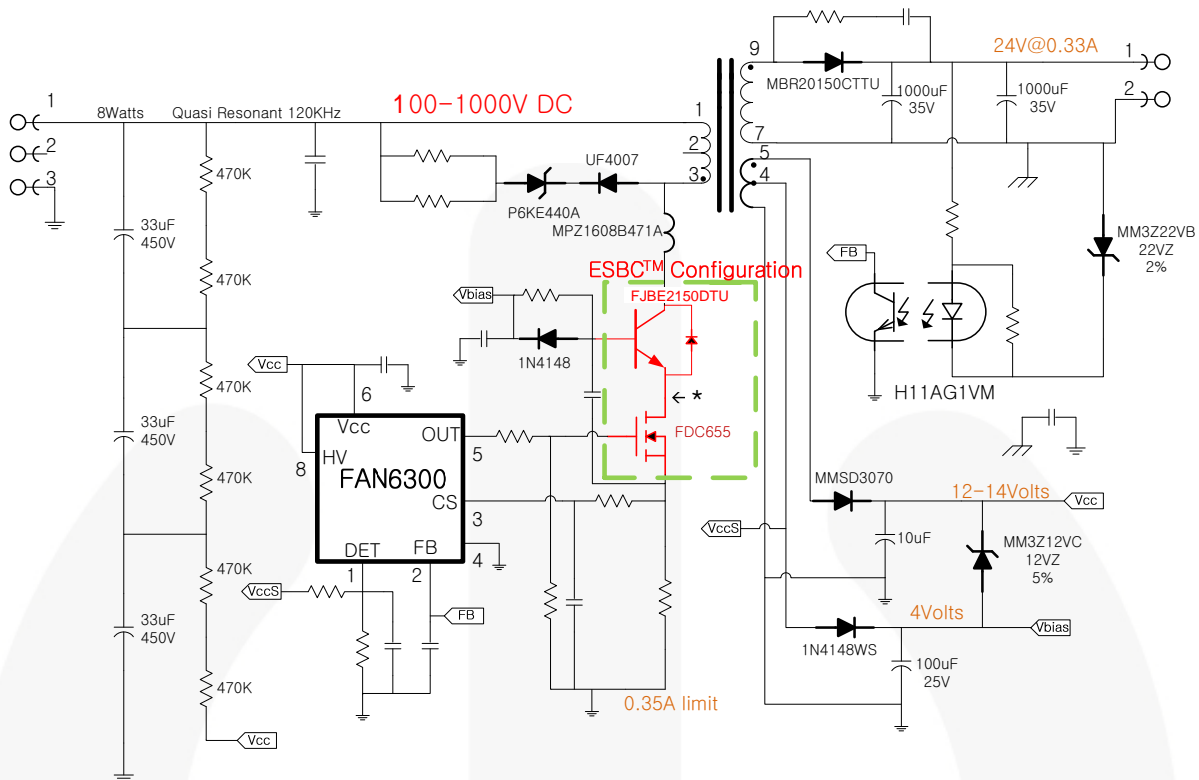 1
2
3
8Watts
Quasi Resonant 120KHz
100-1000V DC
470K
470K
470K
470K
470K
470K
33uF
450V
33uF
450V
33uF
450V
Vcc
UF4007
P6KE440A
MPZ1608B471A
1
2
3
9
7
5
4
MBR20150CTTU
1000uF
35V
1000uF
35V
24V@0.33A
1
2
MM3Z22VB
22VZ
2%
FB
H11AG1VM
ESBC™ Configuration
FJBE2150DTU
Vbias
1N4148
← *
FDC655
Vcc
6
Vcc
OUT
5
HV
8
FAN6300
CS
3
4
DET
FB
1
2
VccS
FB
0.35A limit
MMSD3070
12-14Volts
Vcc
VccS
10uF
MM3Z12VC
12VZ
5%
4Volts
Vbias
1N4148WS
100uF
25V